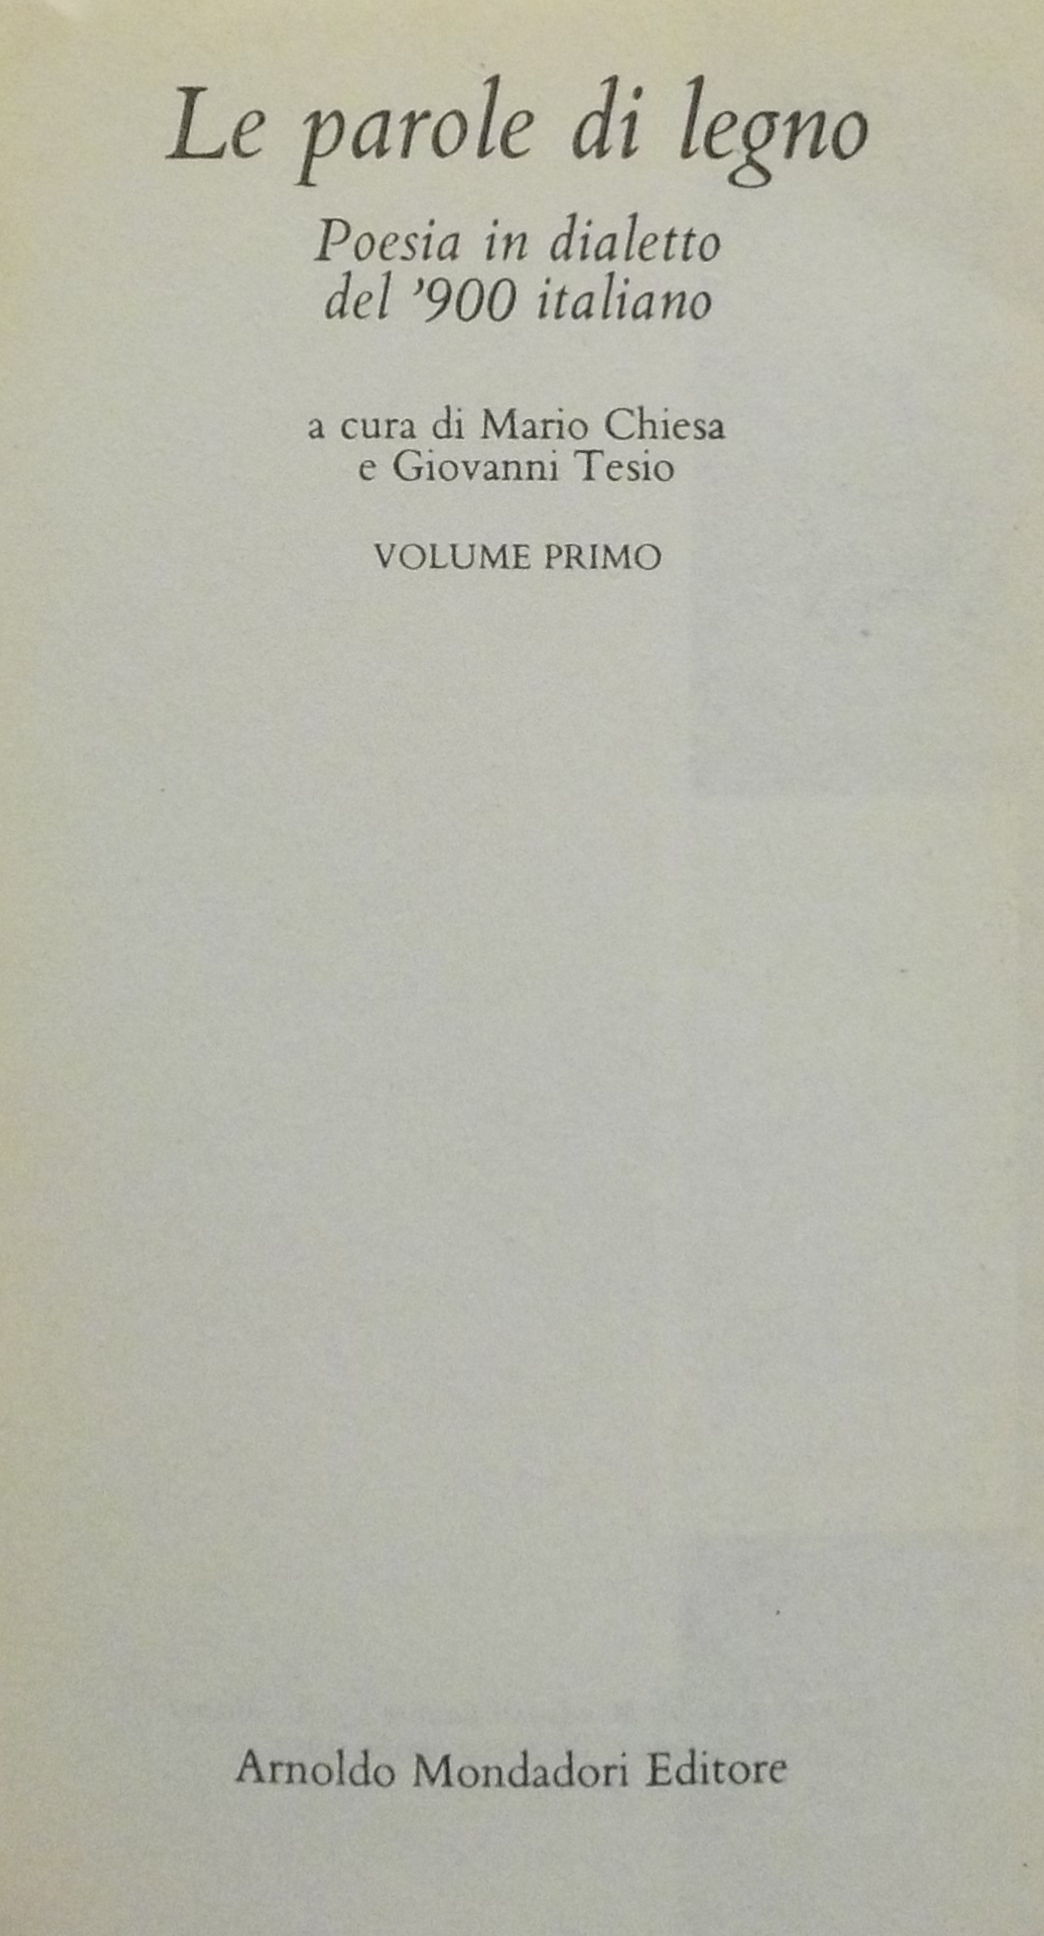 Le parole di legno
Poesia in dialetto
del ’900 italiano
a cura di Mario Chiesa
e Giovanni Tesio
VOLUME PRIMO
Arnoldo Mondadori Editore